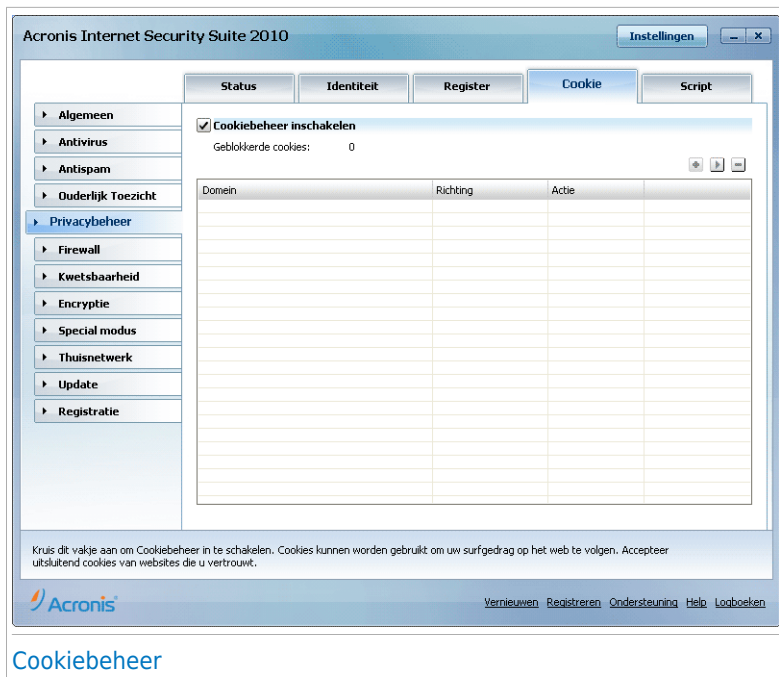 Acronis Internet Security Suite 2010
Instellingen
Status Identiteit Register Cookie Script
Algemeen
Antivirus
Antispam
Ouderlijk Toezicht
Privacybeheer
Firewall
Kwetsbaarheid
Encryptie
Special modus
Thuisnetwerk
Update
Registratie
Cookiebeheer inschakelen
Geblokkerde cookies: 0
Domein Richting Actie
Kruis dit vakje aan om Cookiebeheer in te schakelen. Cookies kunnen worden gebruikt om uw surfgedrag op het web te volgen. Accepteer
uitsluitend cookies van websites die u vertrouwt.
Acronis
Vernieuwen Registreren Ondersteuning Help Logboeken
Cookiebeheer